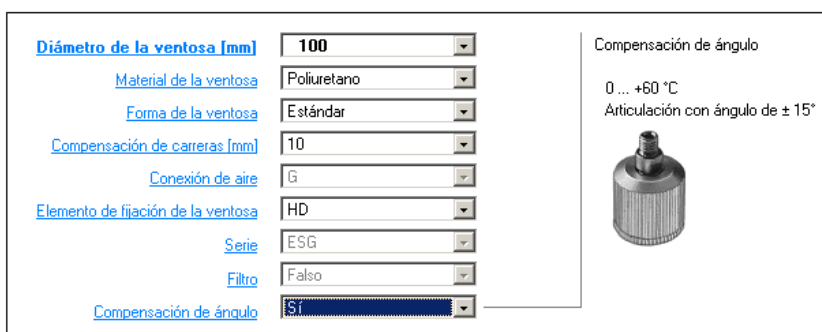 Diámetro de la ventosa [mm] 100
Material de la ventosa Poliuretano
Forma de la ventosa Estándar
Compensación de carreras [mm] 10
Conexión de aire G
Elemento de fijación de la ventosa HD
Serie ESG
Filtro Falso
Compensación de ángulo Sí
Compensación de ángulo
0 ... +60 °C
Articulación con ángulo de ± 15°